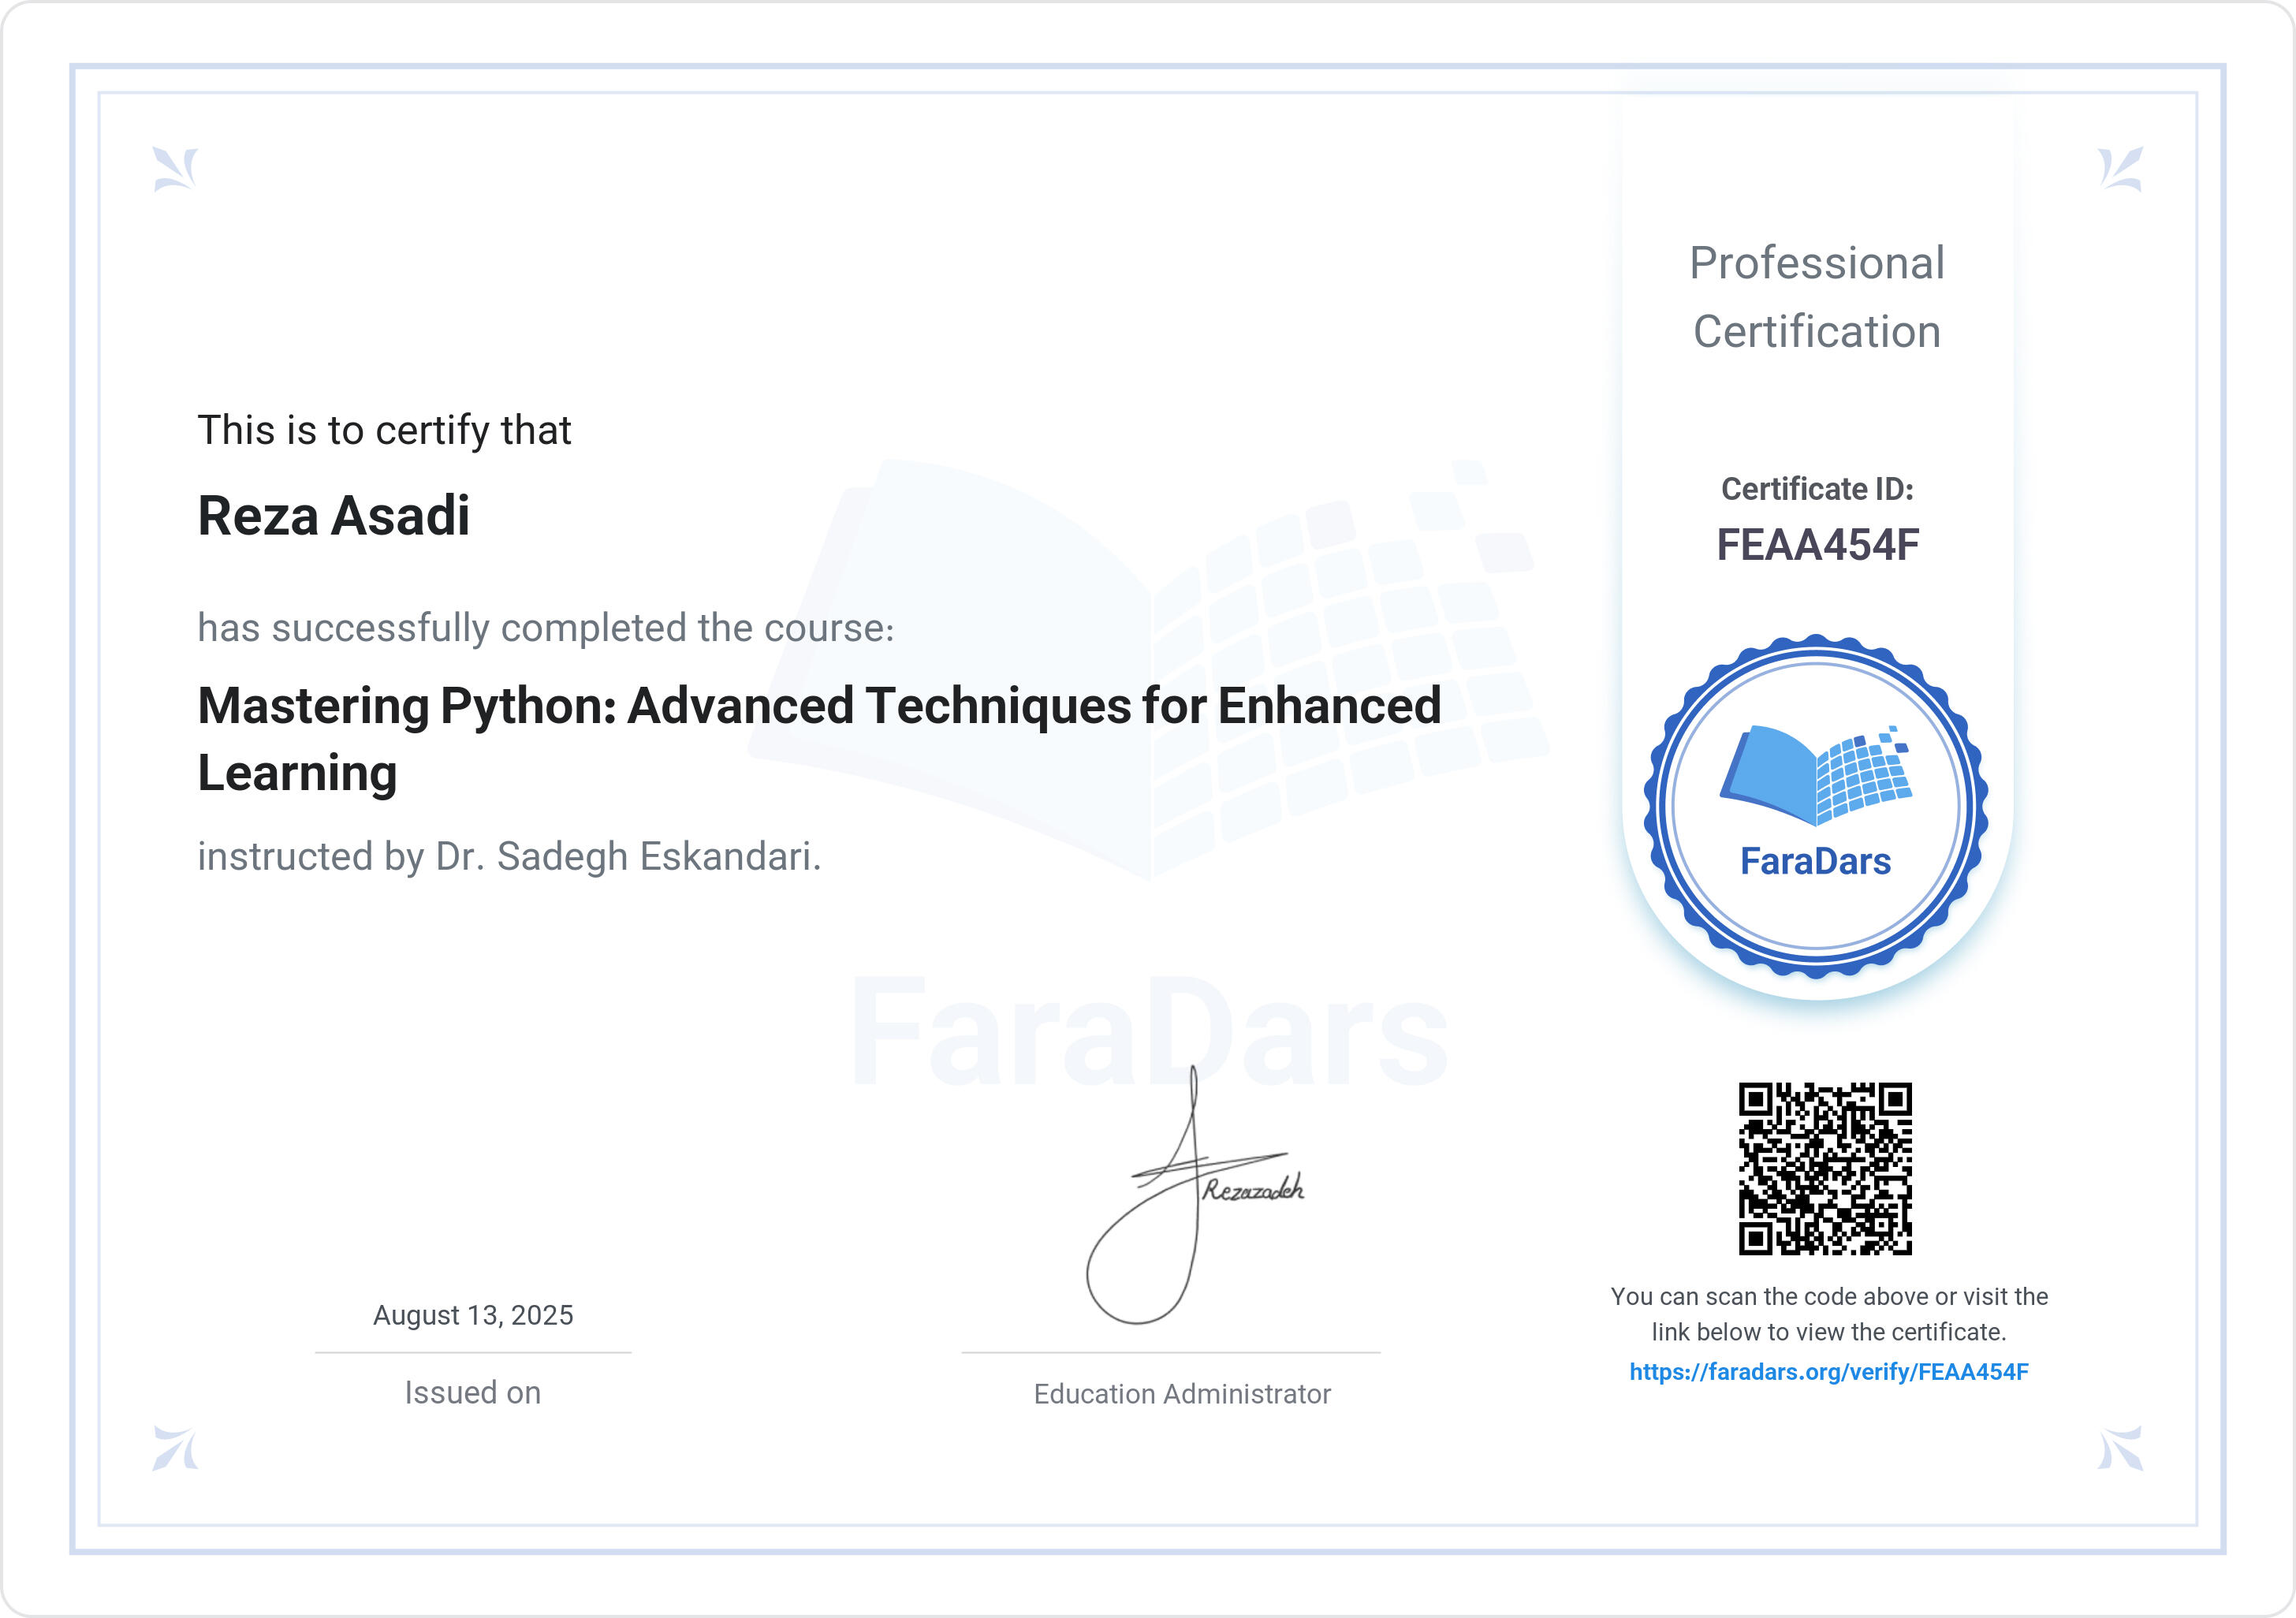 Professional
Certification
Certificate ID:
FEAA454F
FaraDars
This is to certify that
Reza Asadi
has successfully completed the course:
Mastering Python: Advanced Techniques for Enhanced
Learning
instructed by Dr. Sadegh Eskandari.
FaraDars
Rezazadeh
August 13, 2025
Issued on
Education Administrator
You can scan the code above or visit the
link below to view the certificate.
https://faradars.org/verify/FEAA454F